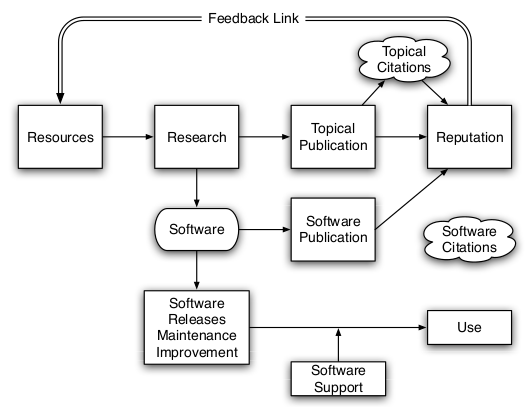 Feedback Link
Topical
Citations
Resources
Research
Topical
Publication
Reputation
Software
Software
Publication
Software
Citations
Software
Releases
Maintenance
Improvement
Use
Software
Support